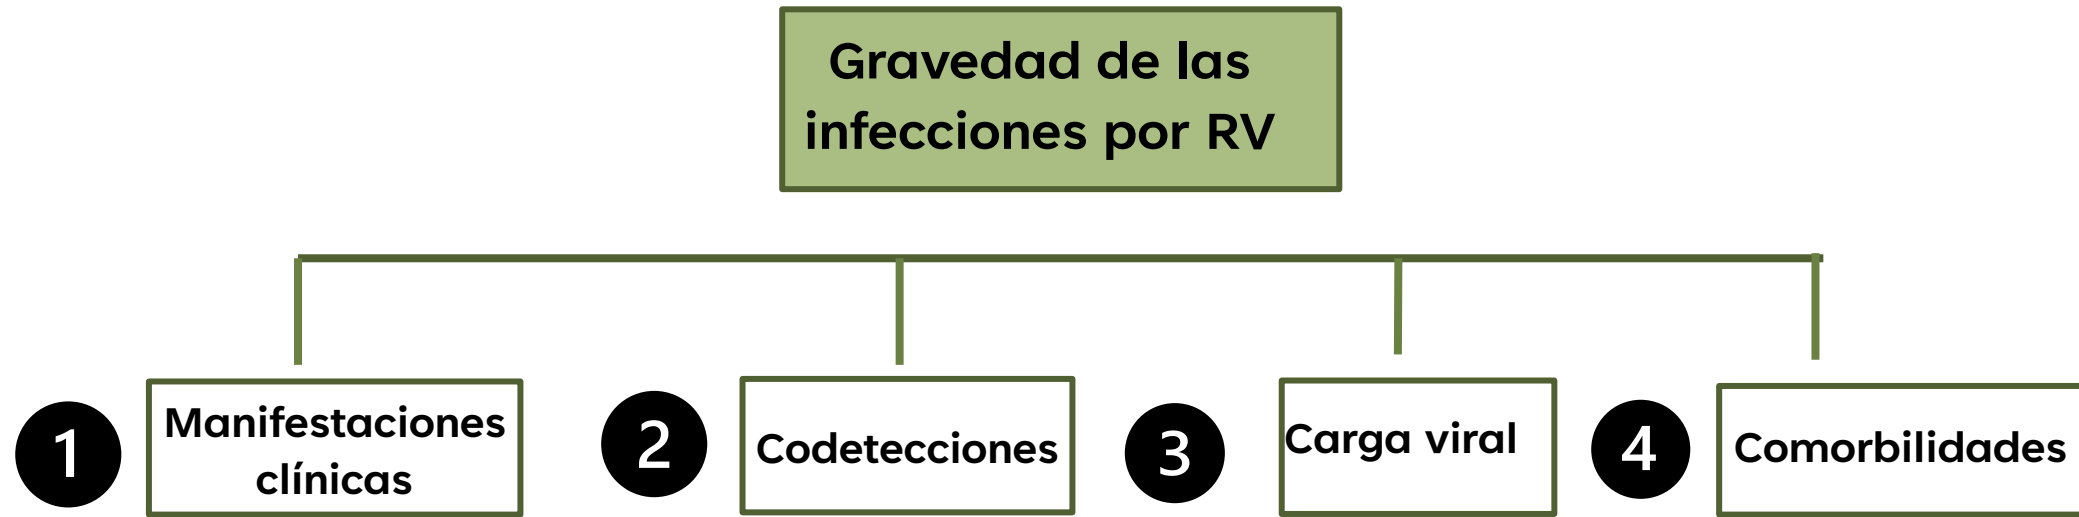 Gravedad de las
infecciones por RV
1
Manifestaciones
clínicas
2
Codetecciones
3
Carga viral
4
Comorbilidades